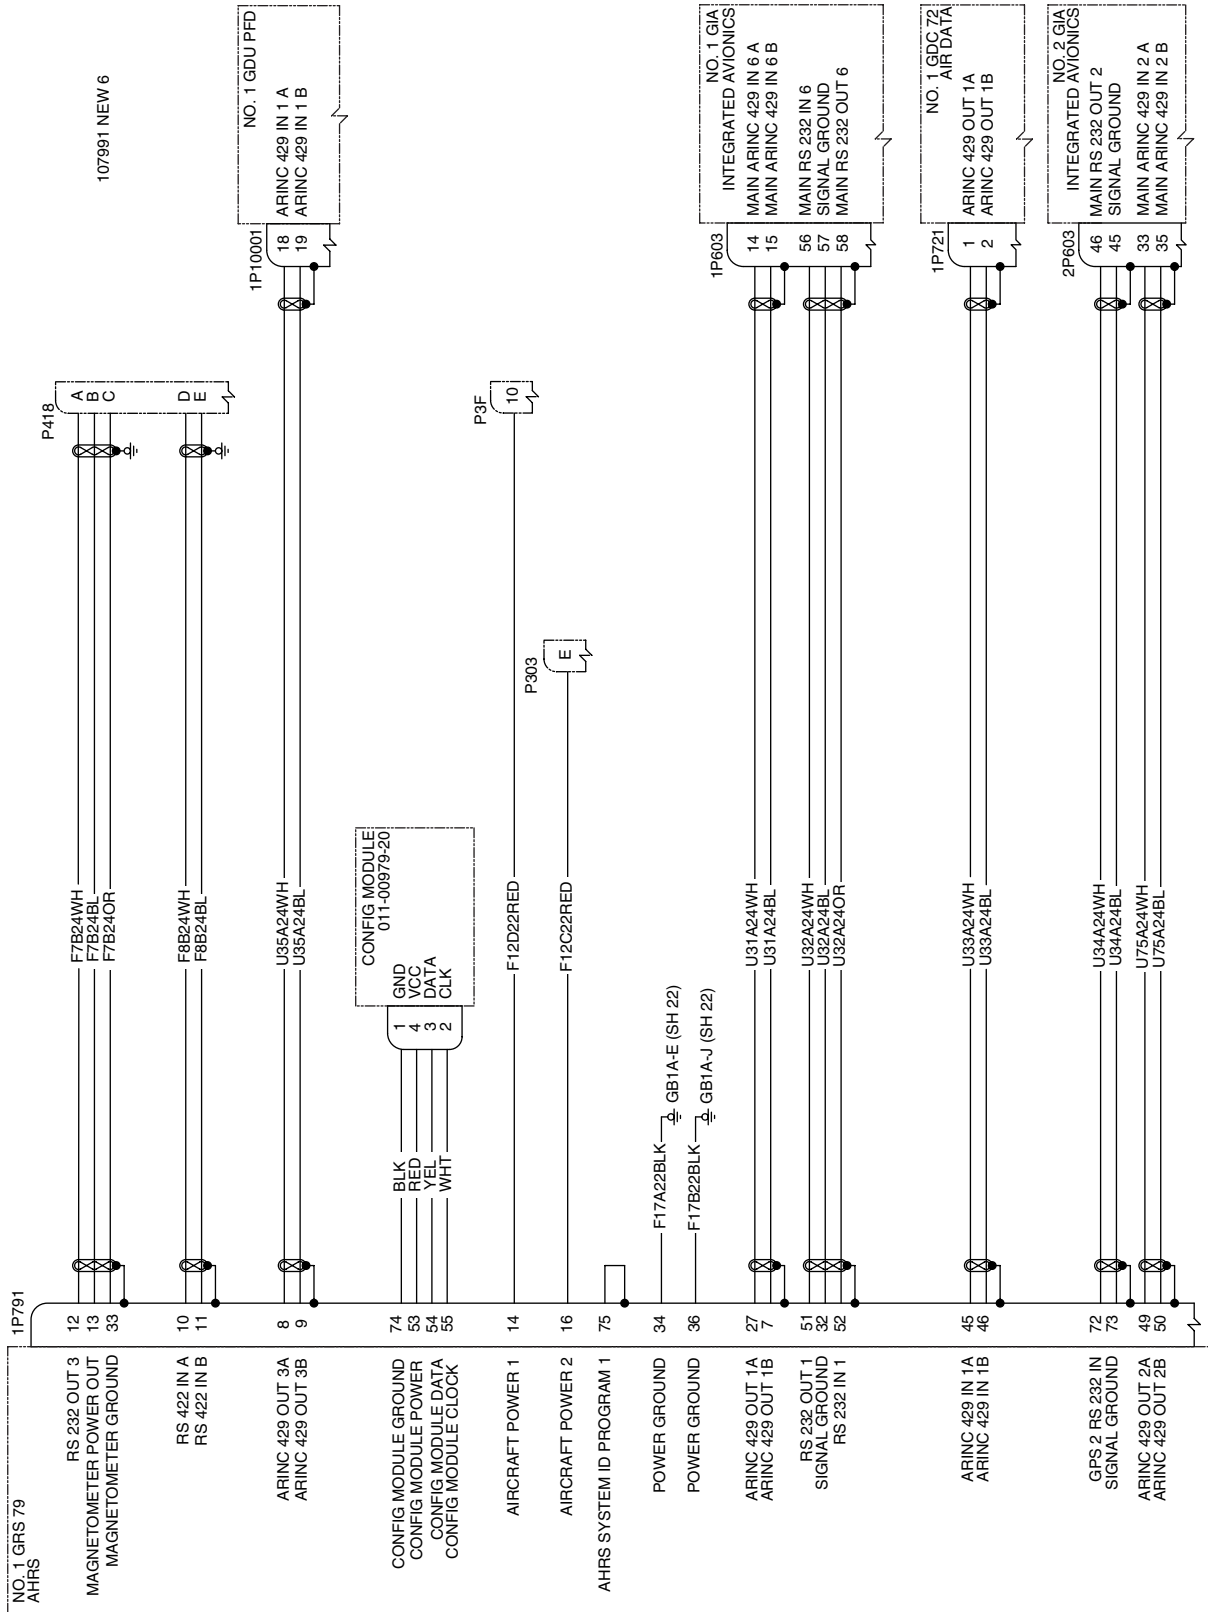 NO. 1 GRS 79
AHRS
1P791
RS 232 OUT 3
MAGNETOMETER POWER OUT
MAGNETOMETER GROUND
12
13
33
F7B24WH
F7B24BL
F7B24OR
P418
A
B
C
RS 422 IN A
RS 422 IN B
10
11
F8B24WH
F8B24BL
D
E
107991 NEW 6
ARINC 429 OUT 3A
ARINC 429 OUT 3B
8
9
U35A24WH
U35A24BL
1P10001
18
19
NO. 1 GDU PFD
ARINC 429 IN 1 A
ARINC 429 IN 1 B
CONFIG MODULE GROUND
CONFIG MODULE POWER
CONFIG MODULE DATA
CONFIG MODULE CLOCK
74
53
54
55
BLK
RED
YEL
WHT
1
4
3
2
CONFIG MODULE
011-00979-20
GND
VCC
DATA
CLK
AIRCRAFT POWER 1
14
F12D22RED
P3F
10
AIRCRAFT POWER 2
16
F12C22RED
P303
E
AHRS SYSTEM ID PROGRAM 1
75
POWER GROUND
34
F17A22BLK
GB1A-E (SH 22)
POWER GROUND
36
F17B22BLK
GB1A-J (SH 22)
ARINC 429 OUT 1A
ARINC 429 OUT 1B
27
7
U31A24WH
U31A24BL
1P603
14
15
NO. 1 GIA
INTEGRATED AVIONICS
MAIN ARINC 429 IN 6 A
MAIN ARINC 429 IN 6 B
RS 232 OUT 1
SIGNAL GROUND
RS 232 IN 1
51
32
52
U32A24WH
U32A24BL
U32A24OR
56
57
58
MAIN RS 232 IN 6
SIGNAL GROUND
MAIN RS 232 OUT 6
ARINC 429 IN 1A
ARINC 429 IN 1B
45
46
U33A24WH
U33A24BL
1P721
1
2
NO. 1 GDC 72
AIR DATA
ARINC 429 OUT 1A
ARINC 429 OUT 1B
GPS 2 RS 232 IN
SIGNAL GROUND
72
73
U34A24WH
U34A24BL
2P603
46
45
NO. 2 GIA
INTEGRATED AVIONICS
MAIN RS 232 OUT 2
SIGNAL GROUND
ARINC 429 OUT 2A
ARINC 429 OUT 2B
49
50
U75A24WH
U75A24BL
33
35
MAIN ARINC 429 IN 2 A
MAIN ARINC 429 IN 2 B